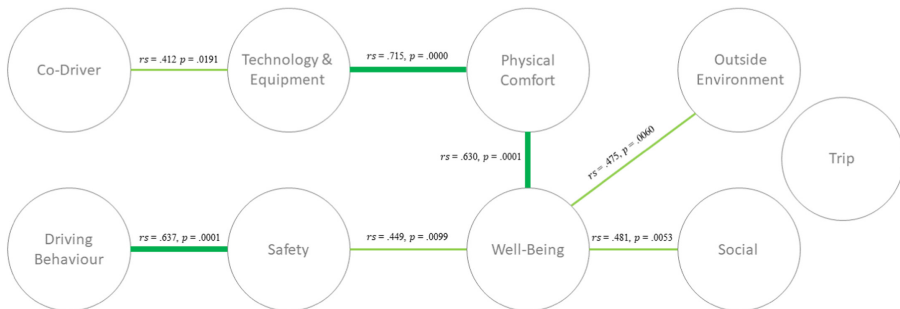 Co-Driver
rs = .412 p = .0191
Technology &
Equipment
rs = .715, p = .0000
Physical
Comfort
Outside
Environment
rs = .475, p = .0060
rs = .630, p = .0001
Trip
Driving
Behaviour
rs = .637, p = .0001
Safety
rs = .449, p = .0099
Well-Being
rs = .481, p = .0053
Social